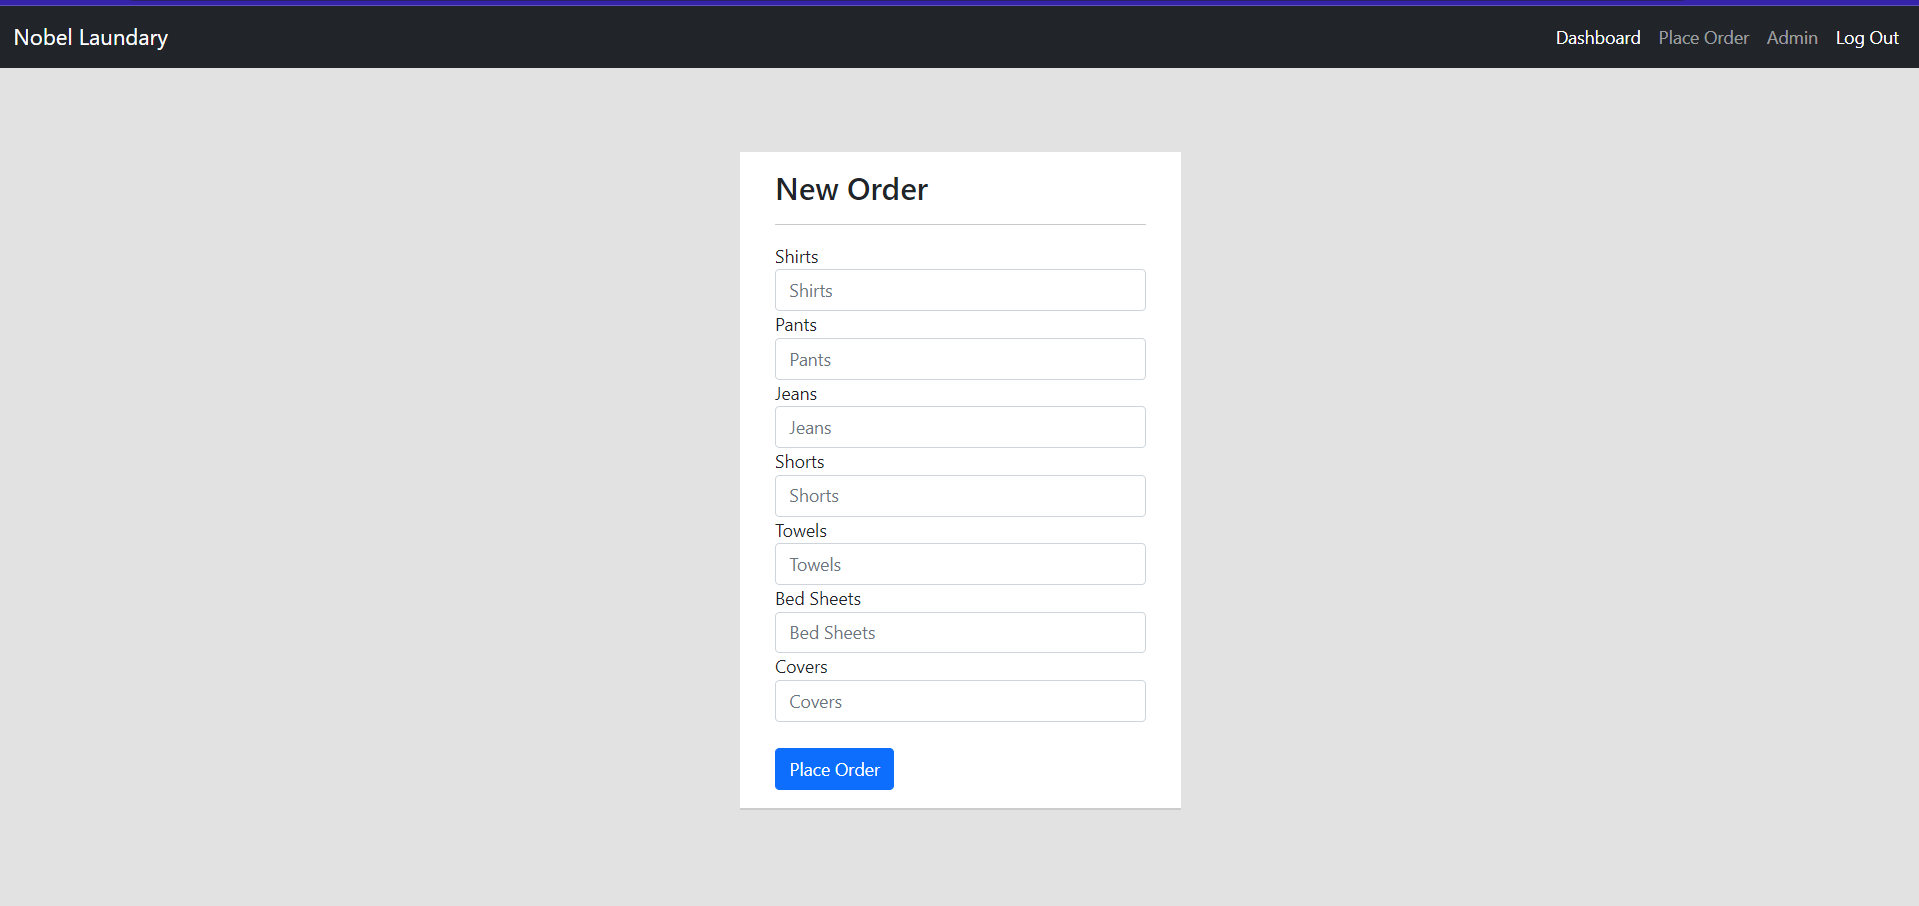 Nobel Laundary
Dashboard Place Order Admin Log Out
New Order
Shirts
Shirts
Pants
Pants
Jeans
Jeans
Shorts
Shorts
Towels
Towels
Bed Sheets
Bed Sheets
Covers
Covers
Place Order